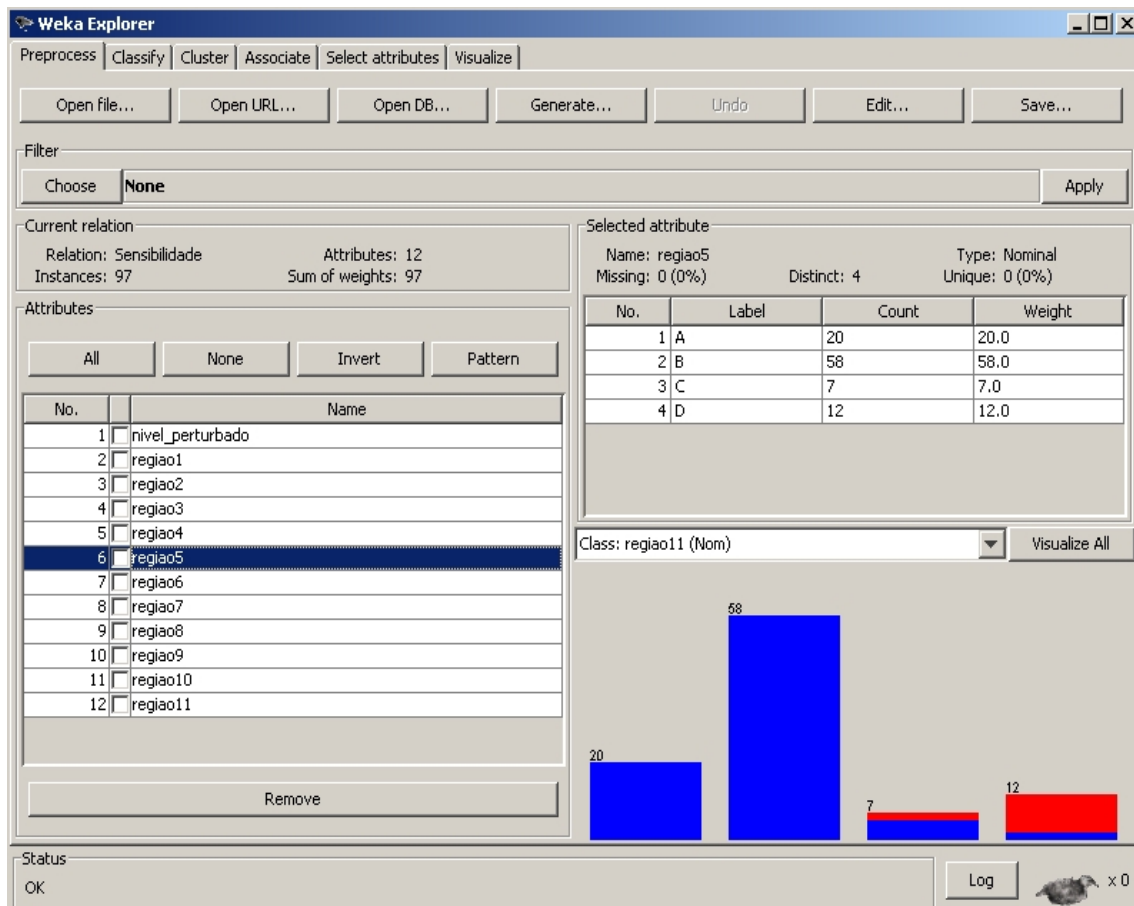 Weka Explorer
Preprocess Classify Cluster Associate Select attributes Visualize
Open file... Open URL... Open DB... Generate... Undo Edit... Save...
Filter
Choose None Apply
Current relation
Relation: Sensibilidade Attributes: 12
Instances: 97 Sum of weights: 97
Attributes
All None Invert Pattern
No. Name
1 nivel_perturbado
2 regiao1
3 regiao2
4 regiao3
5 regiao4
6 regiao5
7 regiao6
8 regiao7
9 regiao8
10 regiao9
11 regiao10
12 regiao11
Remove
Selected attribute
Name: regiao5 Type: Nominal
Missing: 0 (0%) Distinct: 4 Unique: 0 (0%)
No. Label Count Weight
1 A 20 20.0
2 B 58 58.0
3 C 7 7.0
4 D 12 12.0
Class: regiao11 (Nom) Visualize All
58
20
12
7
Status
OK
Log x 0